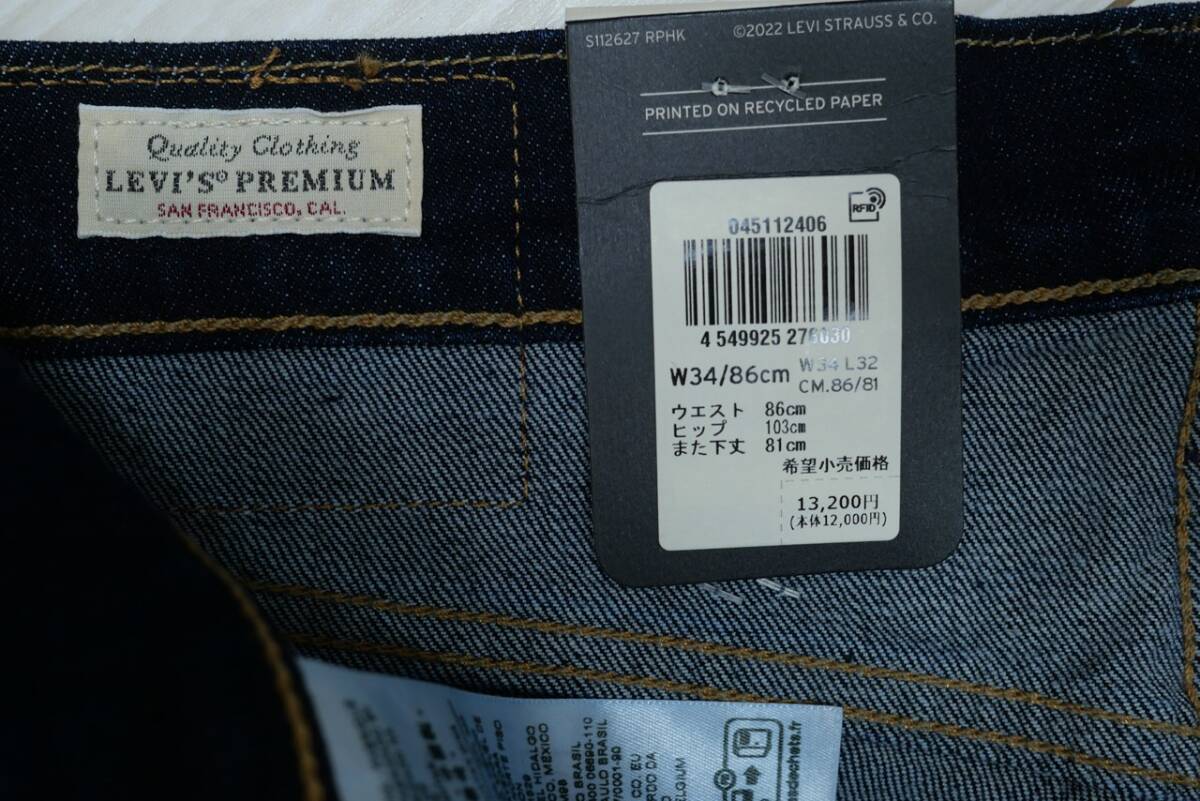 S112627 RPHK
©2022 LEVI STRAUSS & CO.
PRINTED ON RECYCLED PAPER
Quality Clothing
LEVI'S® PREMIUM
SAN FRANCISCO, CAL.
RFID
045112406
4 549925 276030
W34/86cm
W34 L32
CM.86/81
ウエスト 86cm
ヒップ 103cm
また下丈 81cm
希望小売価格
13,200円
(本体12,000円)